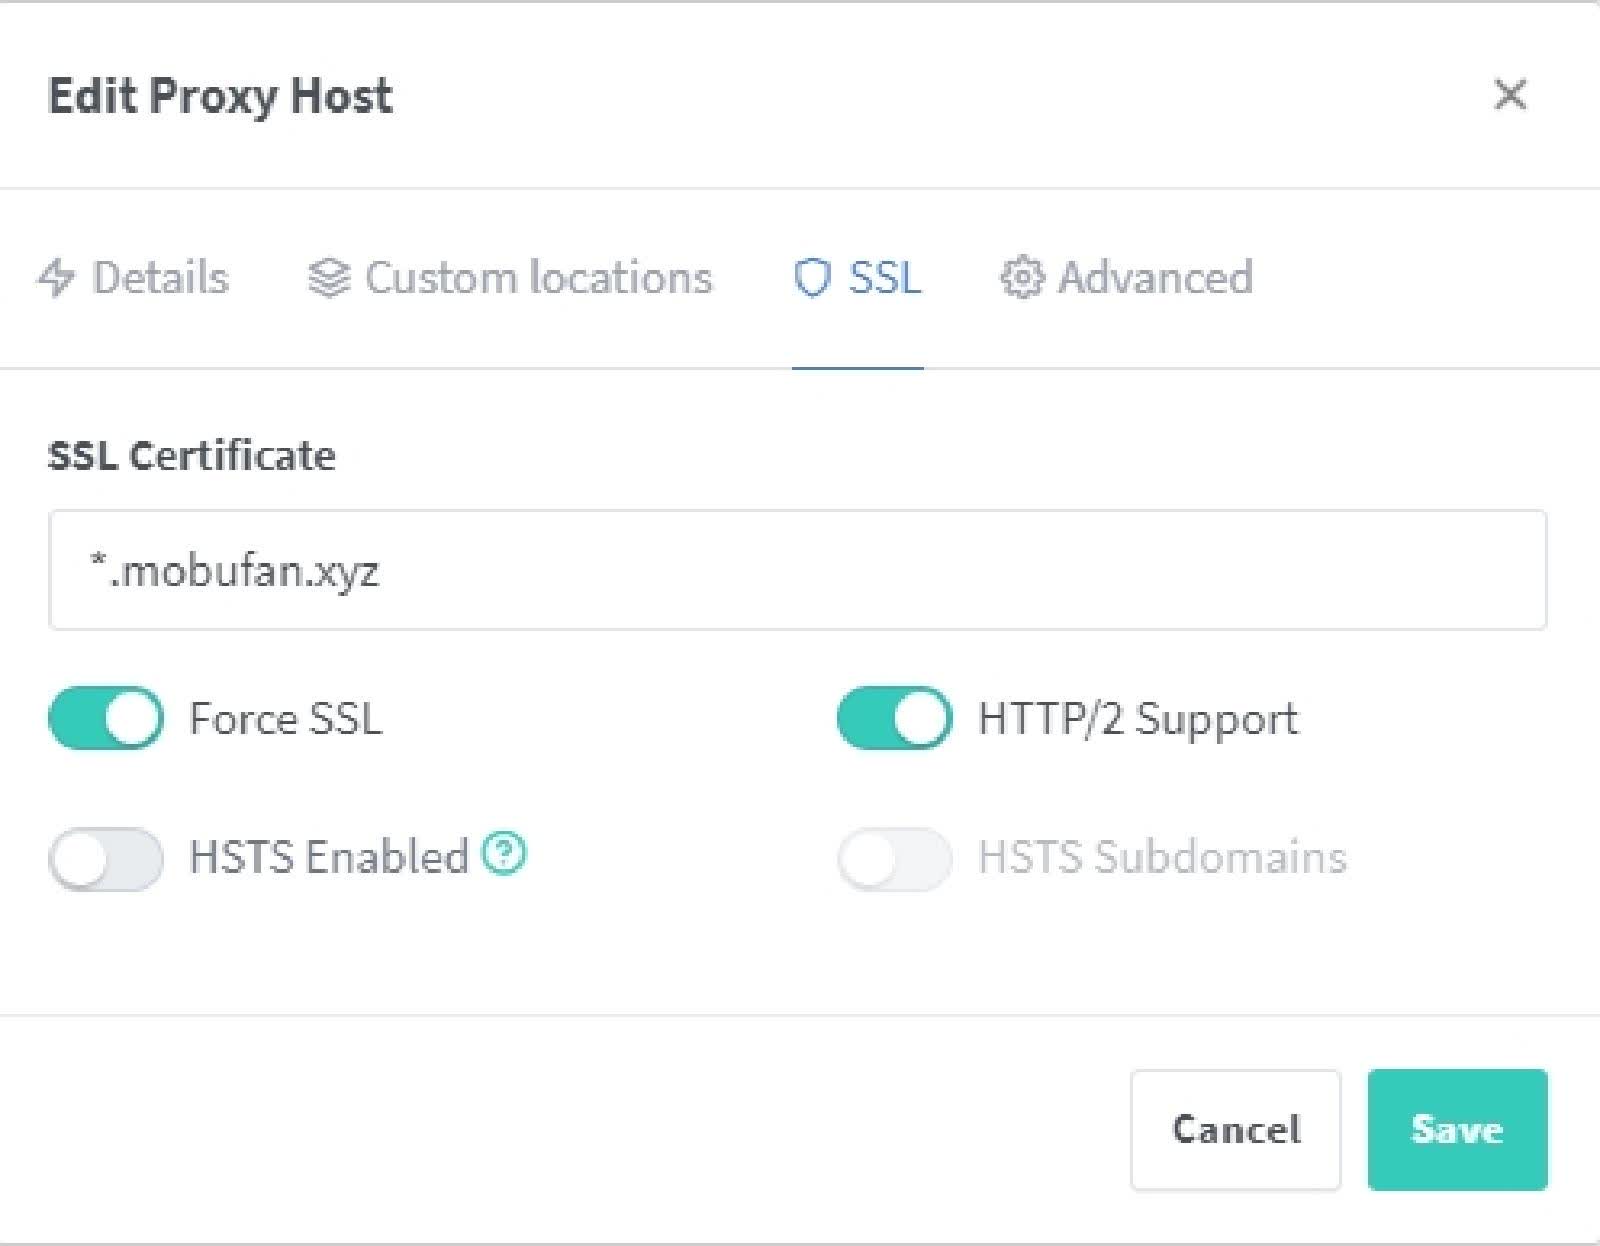 Edit Proxy Host
Details Custom locations SSL Advanced
SSL Certificate
*.mobufan.xyz
Force SSL HTTP/2 Support
HSTS Enabled HSTS Subdomains
Cancel Save